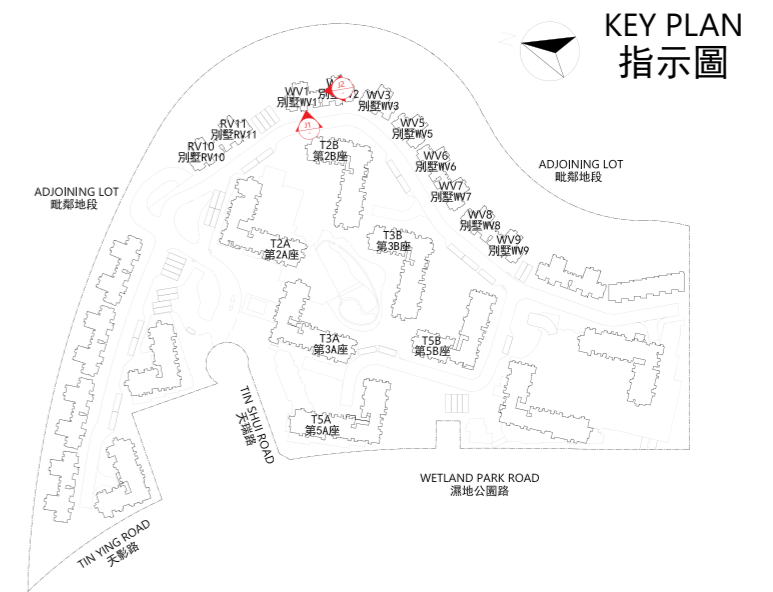 KEY PLAN
指示圖
N
J2
WV1
別墅WV1
WV3
別墅WV3
J1
RV11
別墅RV11
WV5
別墅WV5
T2B
第2B座
RV10
別墅RV10
WV6
別墅WV6
ADJOINING LOT
毗鄰地段
ADJOINING LOT
毗鄰地段
WV7
別墅WV7
WV8
別墅WV8
T3B
第3B座
WV9
別墅WV9
T2A
第2A座
T3A
第3A座
T5B
第5B座
TIN SHUI ROAD
天瑞路
T5A
第5A座
WETLAND PARK ROAD
濕地公園路
TIN YING ROAD
天影路